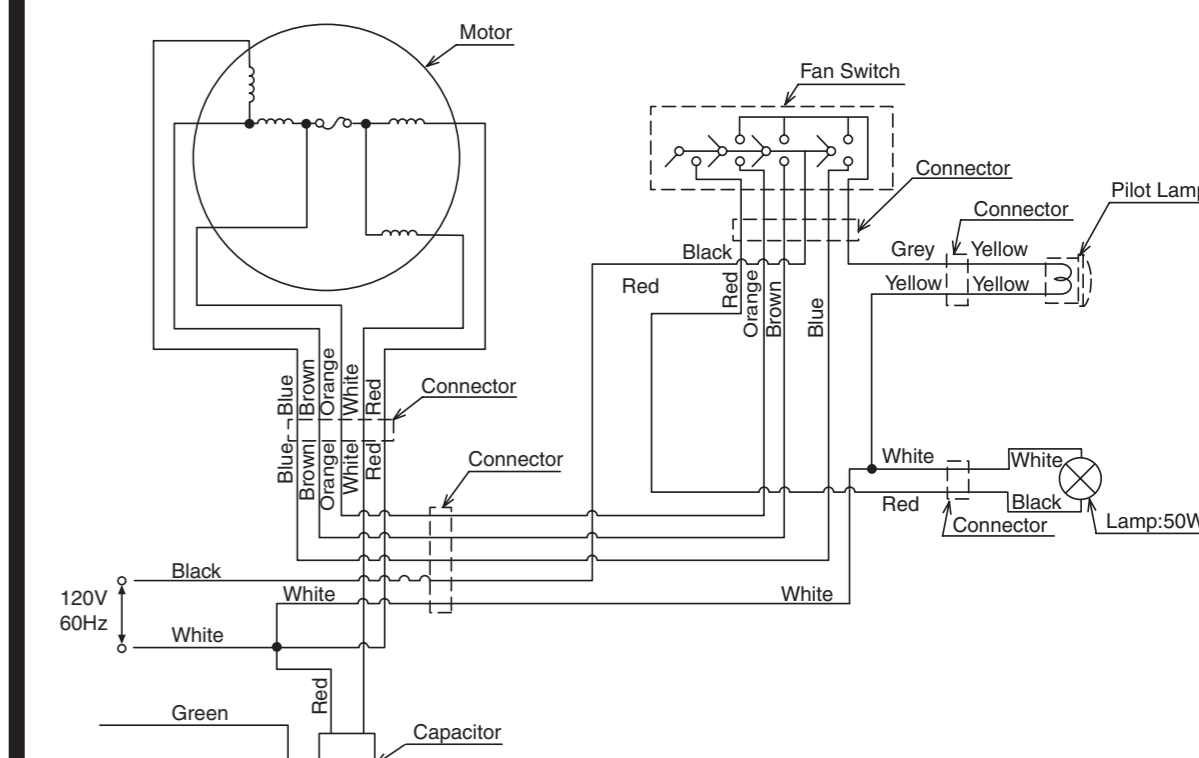 Motor
Fan Switch
Connector
Pilot Lamp
Connector
Black
Grey
Yellow
Red
Yellow
Yellow
Red
Orange
Brown
Blue
Blue
Brown
Orange
White
Red
Connector
Blue
Brown
Orange
White
Red
Connector
White
White
Red
Black
Connector
Lamp:50W
Black
120V
60Hz
White
White
White
Red
Green
Capacitor